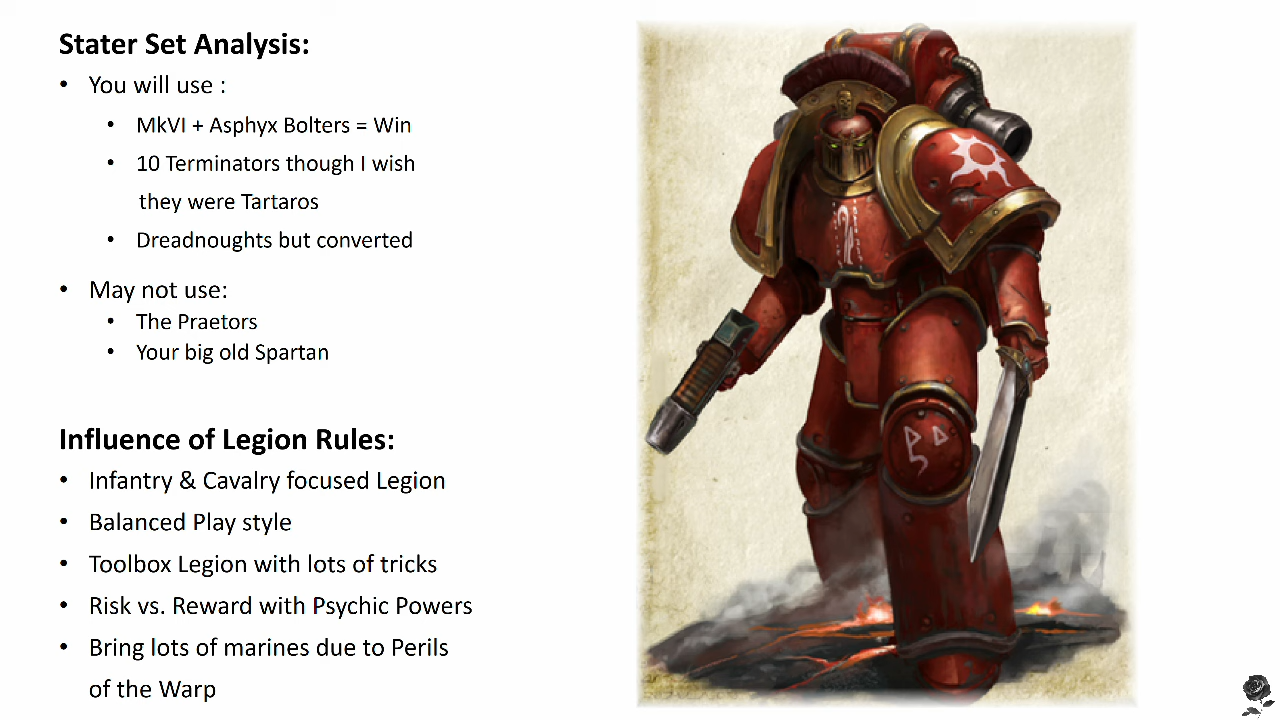 Stater Set Analysis:
• You will use :
• MkVI + Asphyx Bolters = Win
• 10 Terminators though I wish
they were Tartaros
• Dreadnoughts but converted
• May not use:
• The Praetors
• Your big old Spartan
Influence of Legion Rules:
• Infantry & Cavalry focused Legion
• Balanced Play style
• Toolbox Legion with lots of tricks
• Risk vs. Reward with Psychic Powers
• Bring lots of marines due to Perils
of the Warp